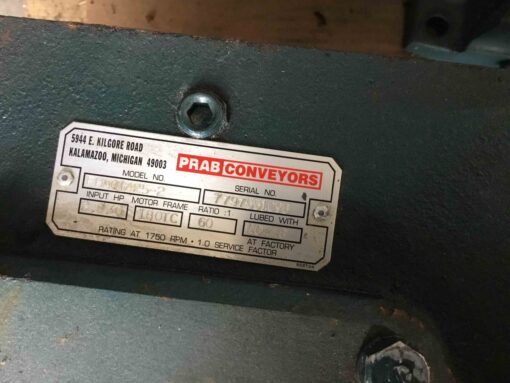 5944 E. KILGORE ROAD
KALAMAZOO, MICHIGAN 49003
PRAB CONVEYORS
MODEL NO. SERIAL NO.
INPUT HP MOTOR FRAME RATIO :1 LUBED WITH
180TC 60
AT FACTORY
RATING AT 1750 RPM • 1.0 SERVICE FACTOR